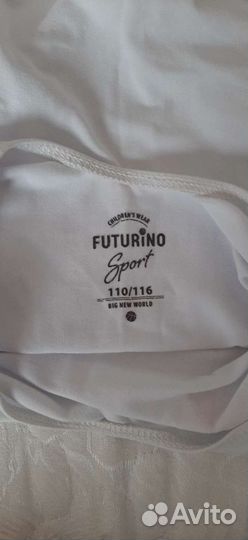 CHILDREN'S WEAR
FUTURINO
Sport
110/116
BIG NEW WORLD
Avito